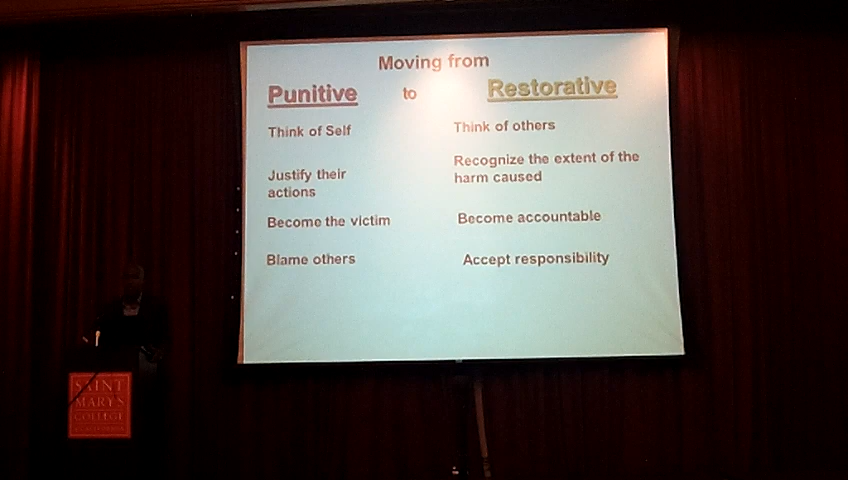 Moving from
Punitive to Restorative
Think of Self
Think of others
Justify their
actions
Recognize the extent of the
harm caused
Become the victim
Become accountable
Blame others
Accept responsibility
SAINT
MARY'S
COLLEGE